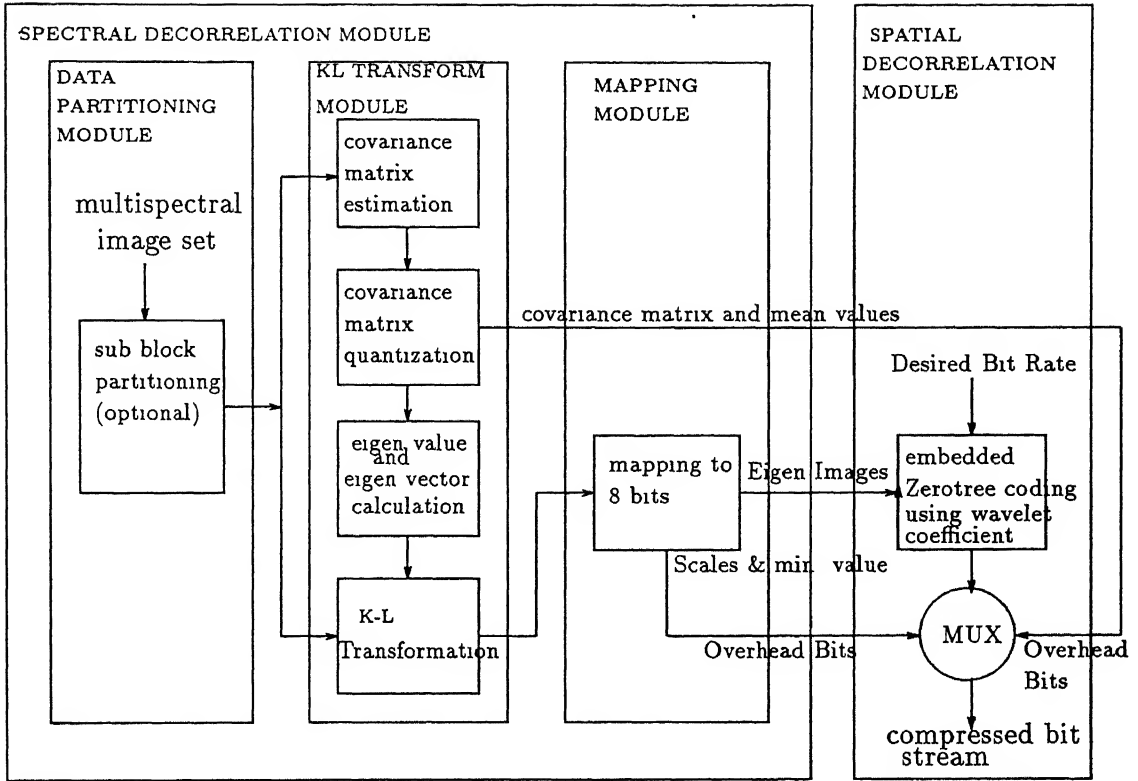 SPECTRAL DECORRELATION MODULE
DATA
PARTITIONING
MODULE
multispectral
image set
sub block
partitioning
(optional)
KL TRANSFORM
MODULE
covariance
matrix
estimation
covariance
matrix
quantization
eigen value
and
eigen vector
calculation
K-L
Transformation
MAPPING
MODULE
covariance matrix and mean values
mapping to
8 bits
Eigen Images
Scales & min value
Overhead Bits
SPATIAL
DECORRELATION
MODULE
Desired Bit Rate
embedded
Zerotree coding
using wavelet
coefficient
MUX
Overhead
Bits
compressed bit
stream